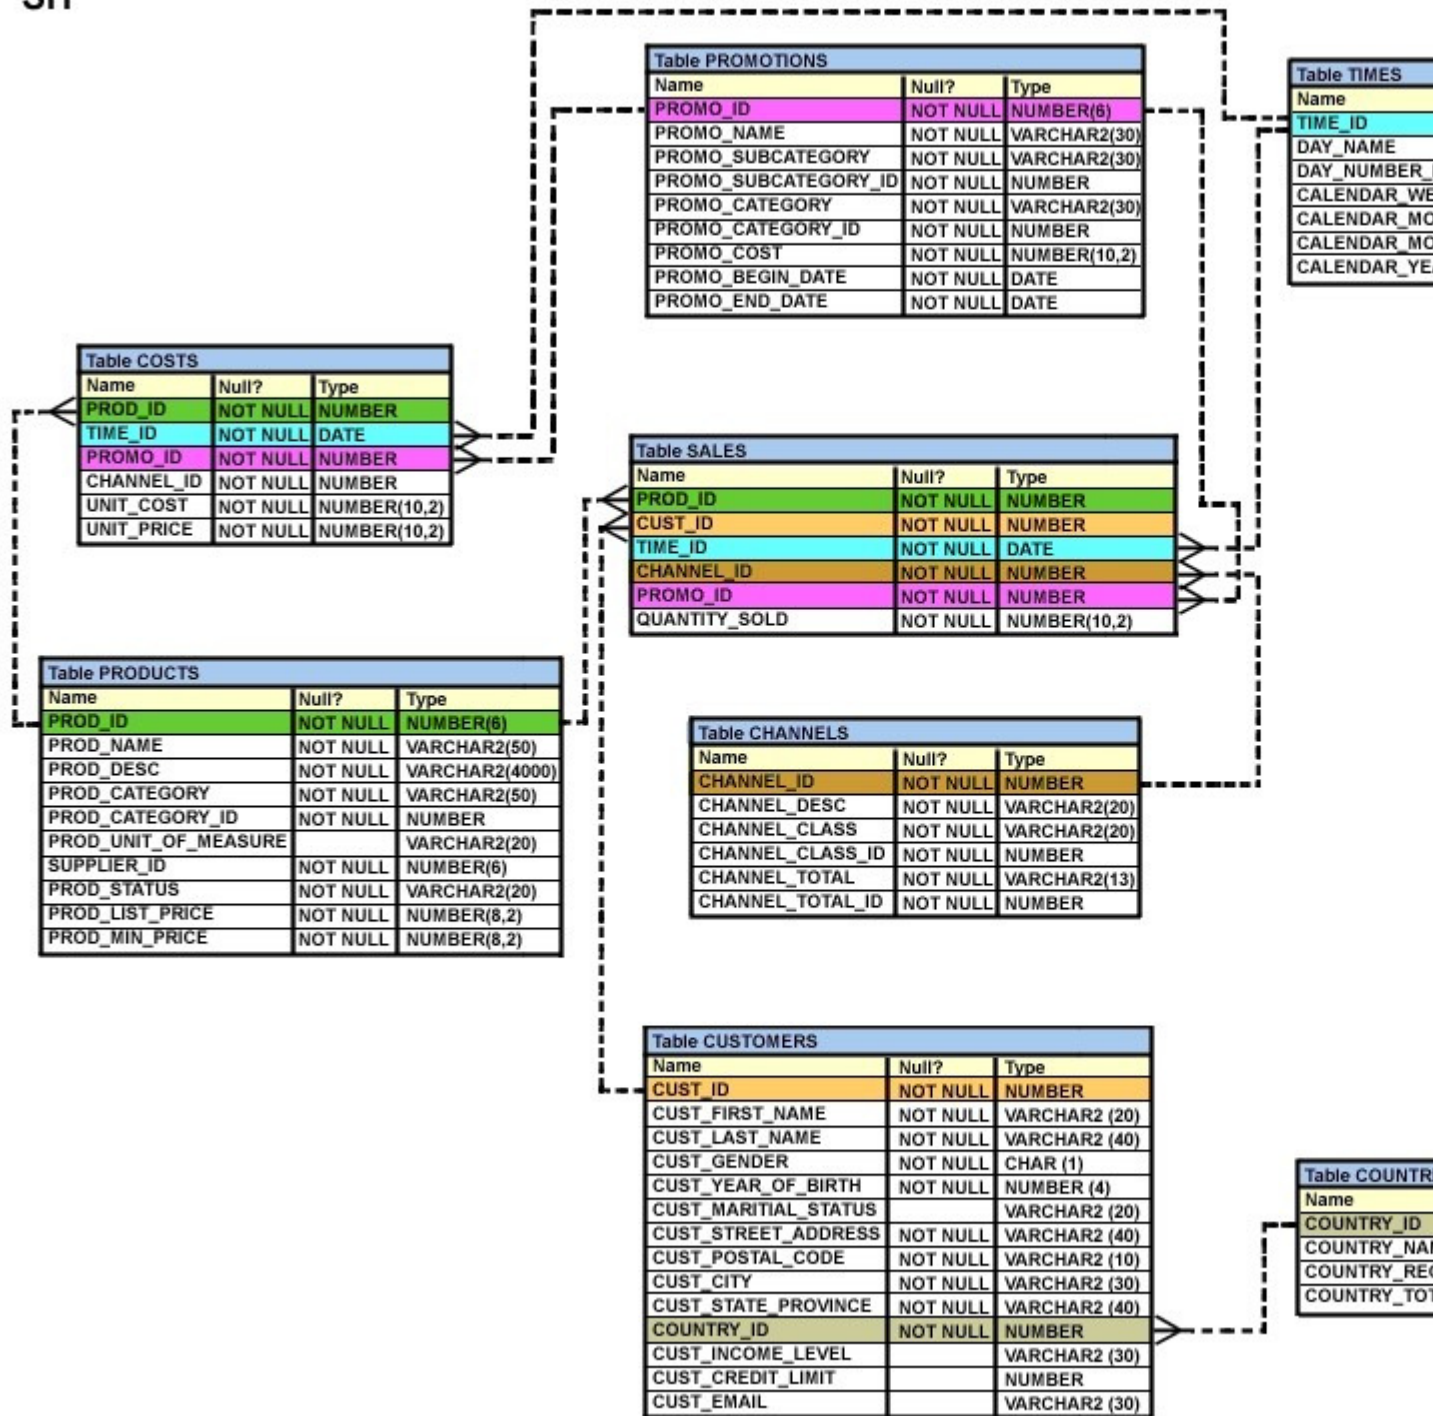 SH
Table PROMOTIONS
Name Null? Type
PROMO_ID NOT NULL NUMBER(6)
PROMO_NAME NOT NULL VARCHAR2(30)
PROMO_SUBCATEGORY NOT NULL VARCHAR2(30)
PROMO_SUBCATEGORY_ID NOT NULL NUMBER
PROMO_CATEGORY NOT NULL VARCHAR2(30)
PROMO_CATEGORY_ID NOT NULL NUMBER
PROMO_COST NOT NULL NUMBER(10,2)
PROMO_BEGIN_DATE NOT NULL DATE
PROMO_END_DATE NOT NULL DATE
Table TIMES
Name
TIME_ID
DAY_NAME
DAY_NUMBER_
CALENDAR_WE
CALENDAR_MO
CALENDAR_MO
CALENDAR_YE
Table COSTS
Name Null? Type
PROD_ID NOT NULL NUMBER
TIME_ID NOT NULL DATE
PROMO_ID NOT NULL NUMBER
CHANNEL_ID NOT NULL NUMBER
UNIT_COST NOT NULL NUMBER(10,2)
UNIT_PRICE NOT NULL NUMBER(10,2)
Table SALES
Name Null? Type
PROD_ID NOT NULL NUMBER
CUST_ID NOT NULL NUMBER
TIME_ID NOT NULL DATE
CHANNEL_ID NOT NULL NUMBER
PROMO_ID NOT NULL NUMBER
QUANTITY_SOLD NOT NULL NUMBER(10,2)
Table PRODUCTS
Name Null? Type
PROD_ID NOT NULL NUMBER(6)
PROD_NAME NOT NULL VARCHAR2(50)
PROD_DESC NOT NULL VARCHAR2(4000)
PROD_CATEGORY NOT NULL VARCHAR2(50)
PROD_CATEGORY_ID NOT NULL NUMBER
PROD_UNIT_OF_MEASURE VARCHAR2(20)
SUPPLIER_ID NOT NULL NUMBER(6)
PROD_STATUS NOT NULL VARCHAR2(20)
PROD_LIST_PRICE NOT NULL NUMBER(8,2)
PROD_MIN_PRICE NOT NULL NUMBER(8,2)
Table CHANNELS
Name Null? Type
CHANNEL_ID NOT NULL NUMBER
CHANNEL_DESC NOT NULL VARCHAR2(20)
CHANNEL_CLASS NOT NULL VARCHAR2(20)
CHANNEL_CLASS_ID NOT NULL NUMBER
CHANNEL_TOTAL NOT NULL VARCHAR2(13)
CHANNEL_TOTAL_ID NOT NULL NUMBER
Table CUSTOMERS
Name Null? Type
CUST_ID NOT NULL NUMBER
CUST_FIRST_NAME NOT NULL VARCHAR2 (20)
CUST_LAST_NAME NOT NULL VARCHAR2 (40)
CUST_GENDER NOT NULL CHAR (1)
CUST_YEAR_OF_BIRTH NOT NULL NUMBER (4)
CUST_MARITIAL_STATUS VARCHAR2 (20)
CUST_STREET_ADDRESS NOT NULL VARCHAR2 (40)
CUST_POSTAL_CODE NOT NULL VARCHAR2 (10)
CUST_CITY NOT NULL VARCHAR2 (30)
CUST_STATE_PROVINCE NOT NULL VARCHAR2 (40)
COUNTRY_ID NOT NULL NUMBER
CUST_INCOME_LEVEL VARCHAR2 (30)
CUST_CREDIT_LIMIT NUMBER
CUST_EMAIL VARCHAR2 (30)
Table COUNTR
Name
COUNTRY_ID
COUNTRY_NA
COUNTRY_RE
COUNTRY_TOT